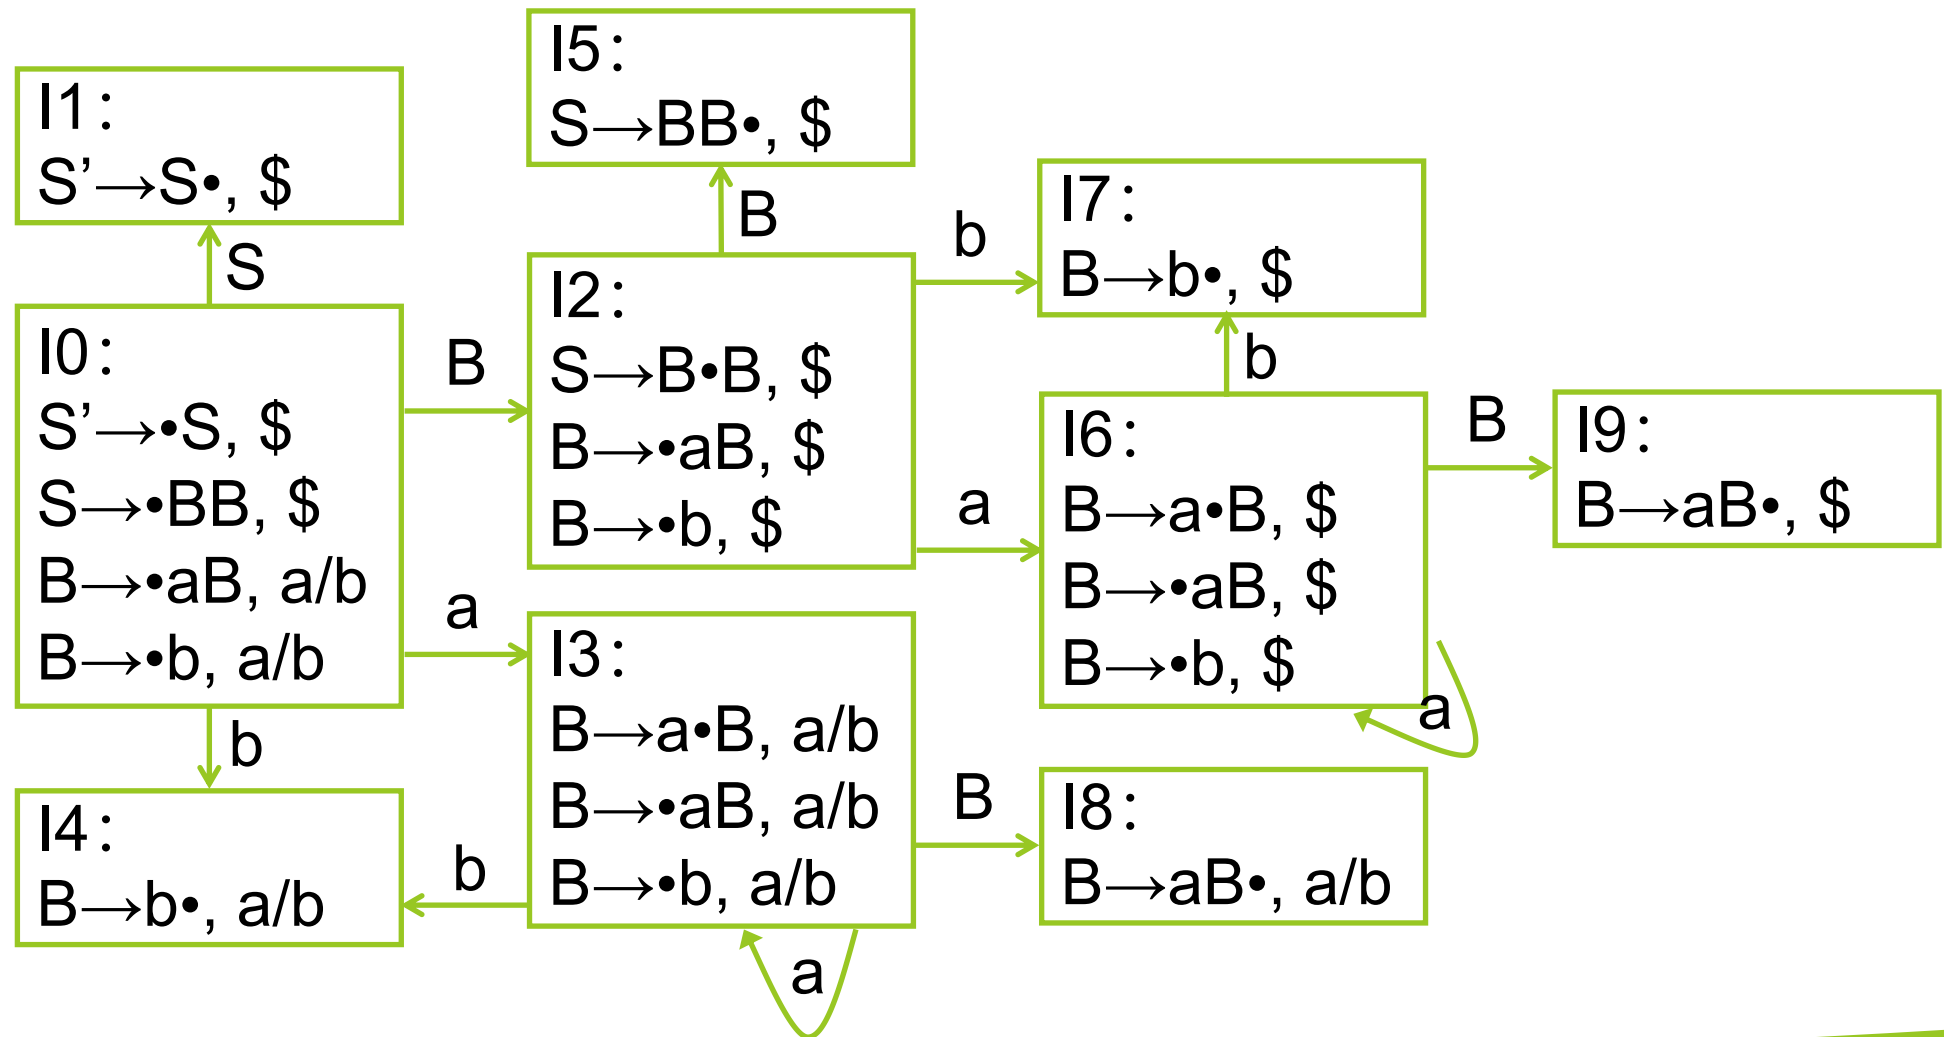 I1:
S’→S•, $
S
I0:
S’→•S, $
S→•BB, $
B→•aB, a/b
B→•b, a/b
b
I4:
B→b•, a/b
B
a
b
I5:
S→BB•, $
B
I2:
S→B•B, $
B→•aB, $
B→•b, $
I3:
B→a•B, a/b
B→•aB, a/b
B→•b, a/b
a
b
a
B
I7:
B→b•, $
b
I6:
B→a•B, $
B→•aB, $
B→•b, $
a
I8:
B→aB•, a/b
B
I9:
B→aB•, $